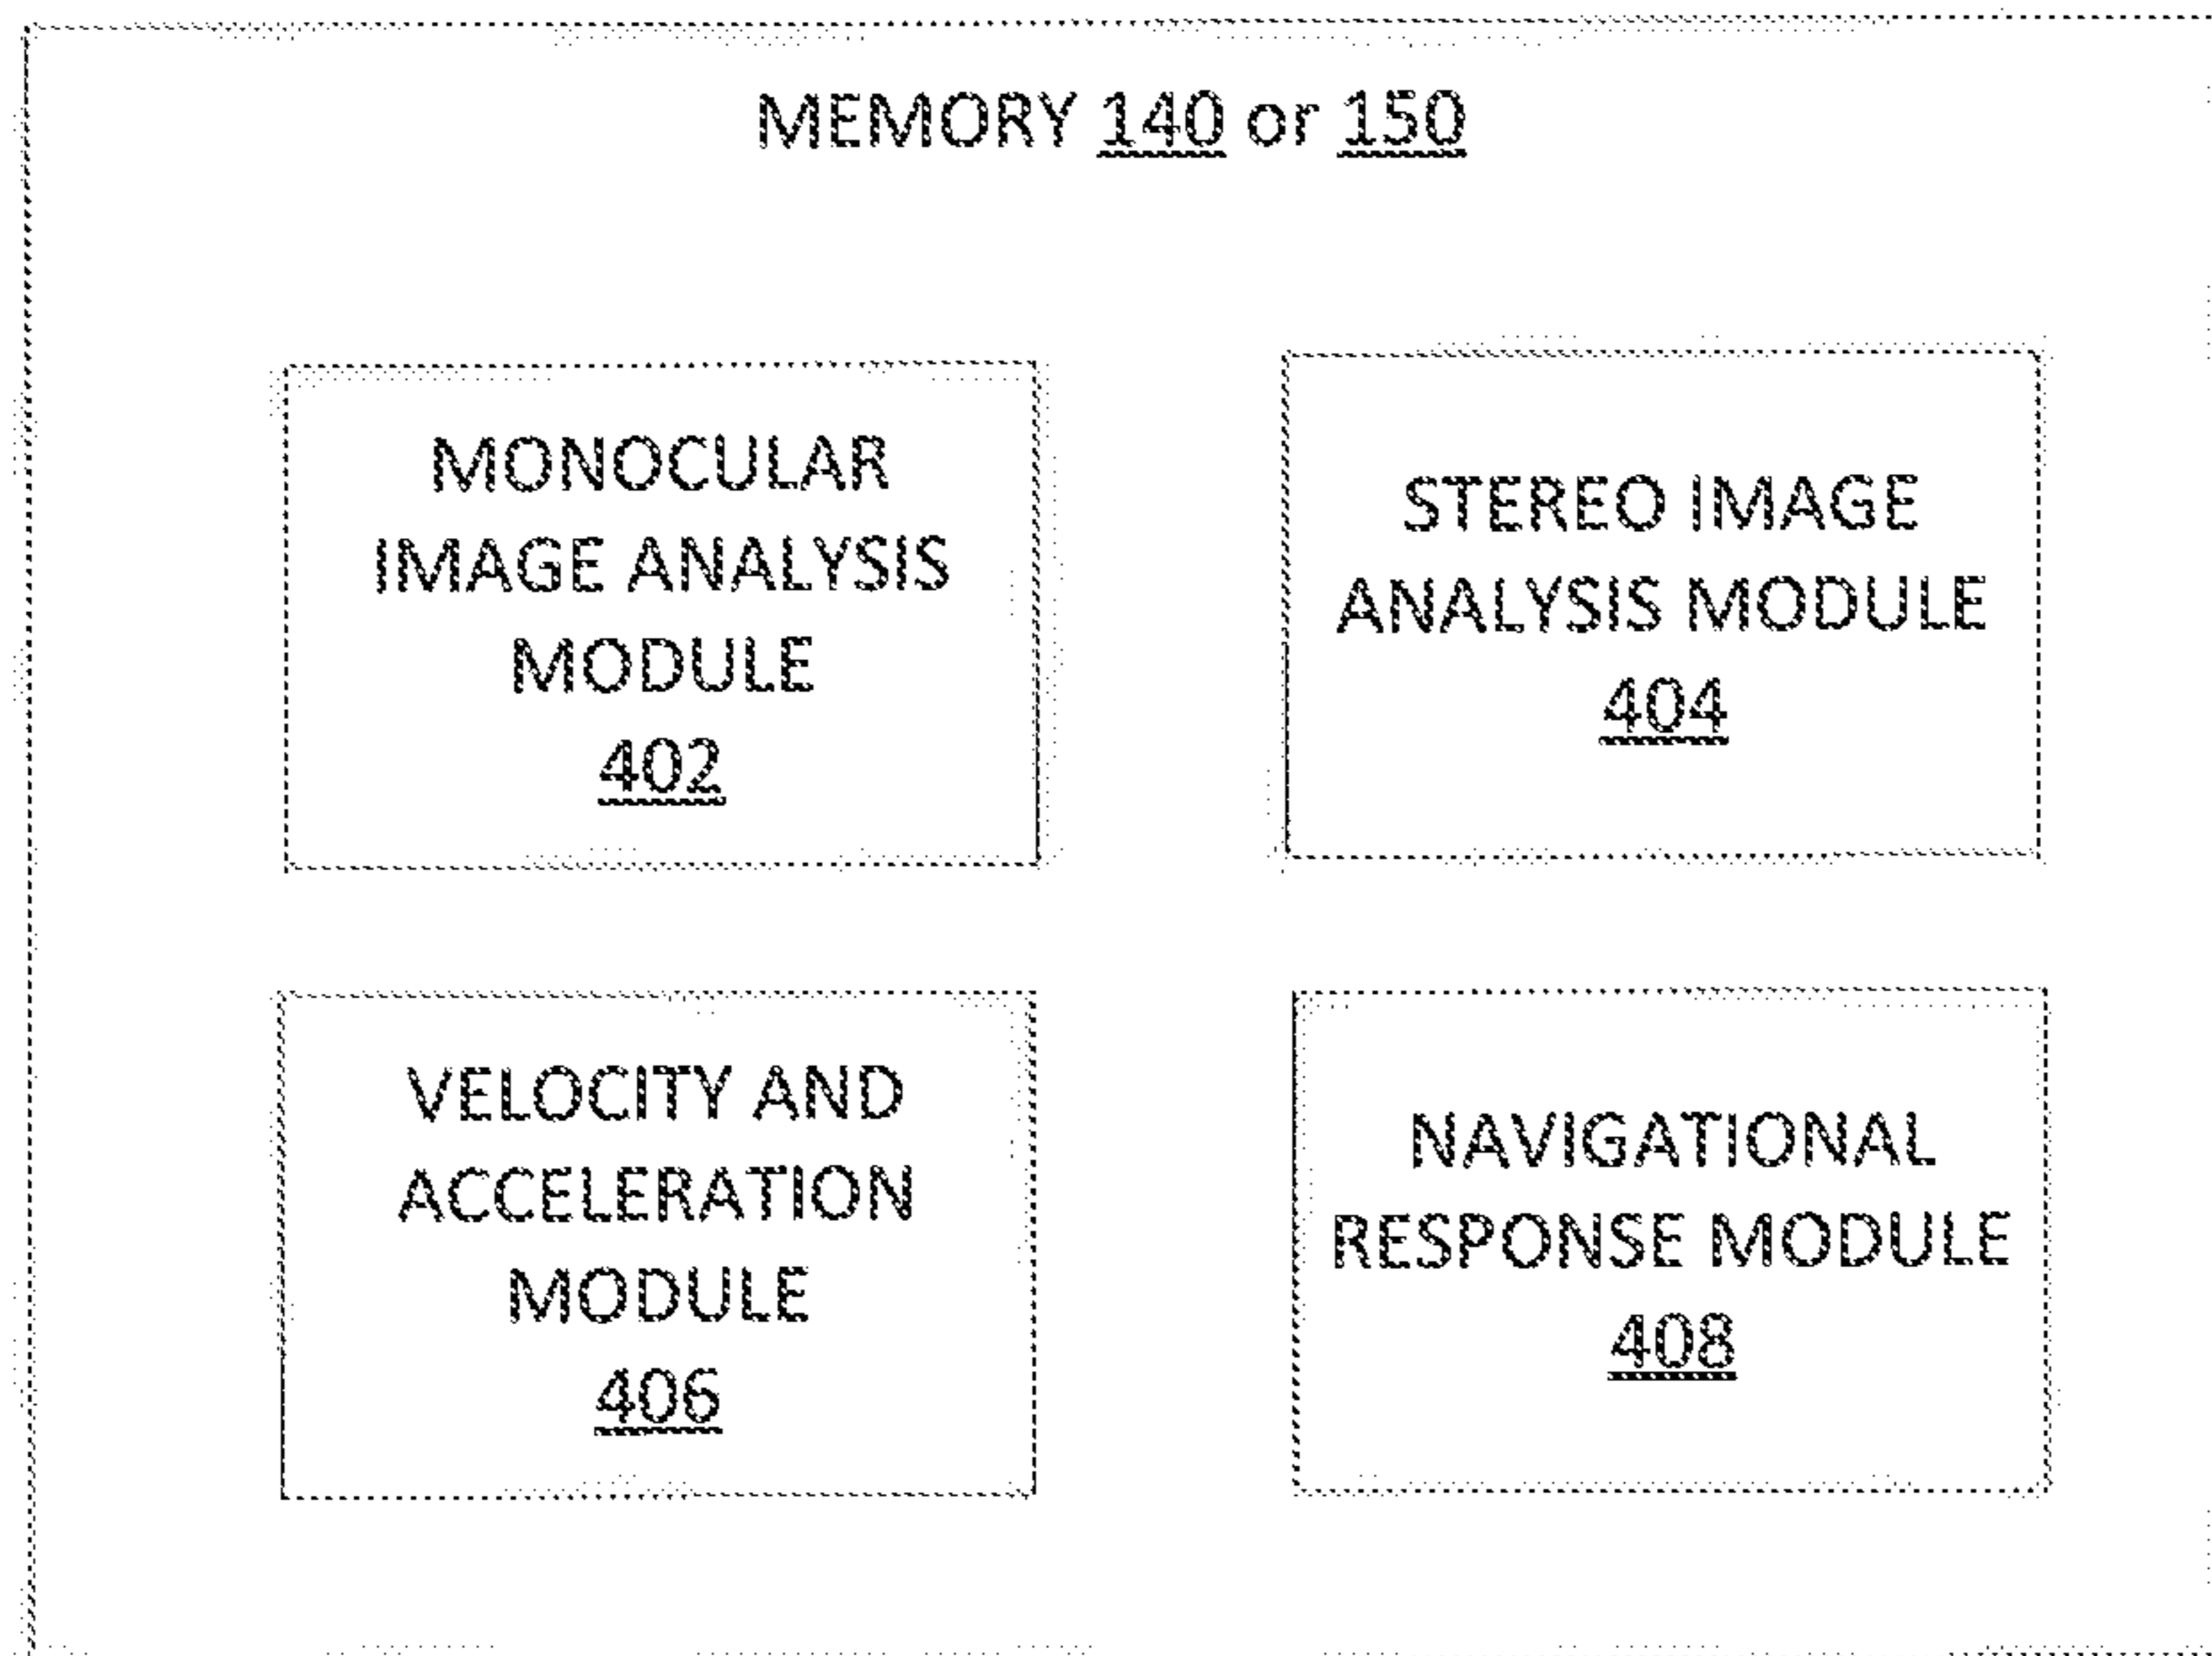 MEMORY 140 or 150
MONOCULAR
IMAGE ANALYSIS
MODULE
402
STEREO IMAGE
ANALYSIS MODULE
404
VELOCITY AND
ACCELERATION
MODULE
406
NAVIGATIONAL
RESPONSE MODULE
408